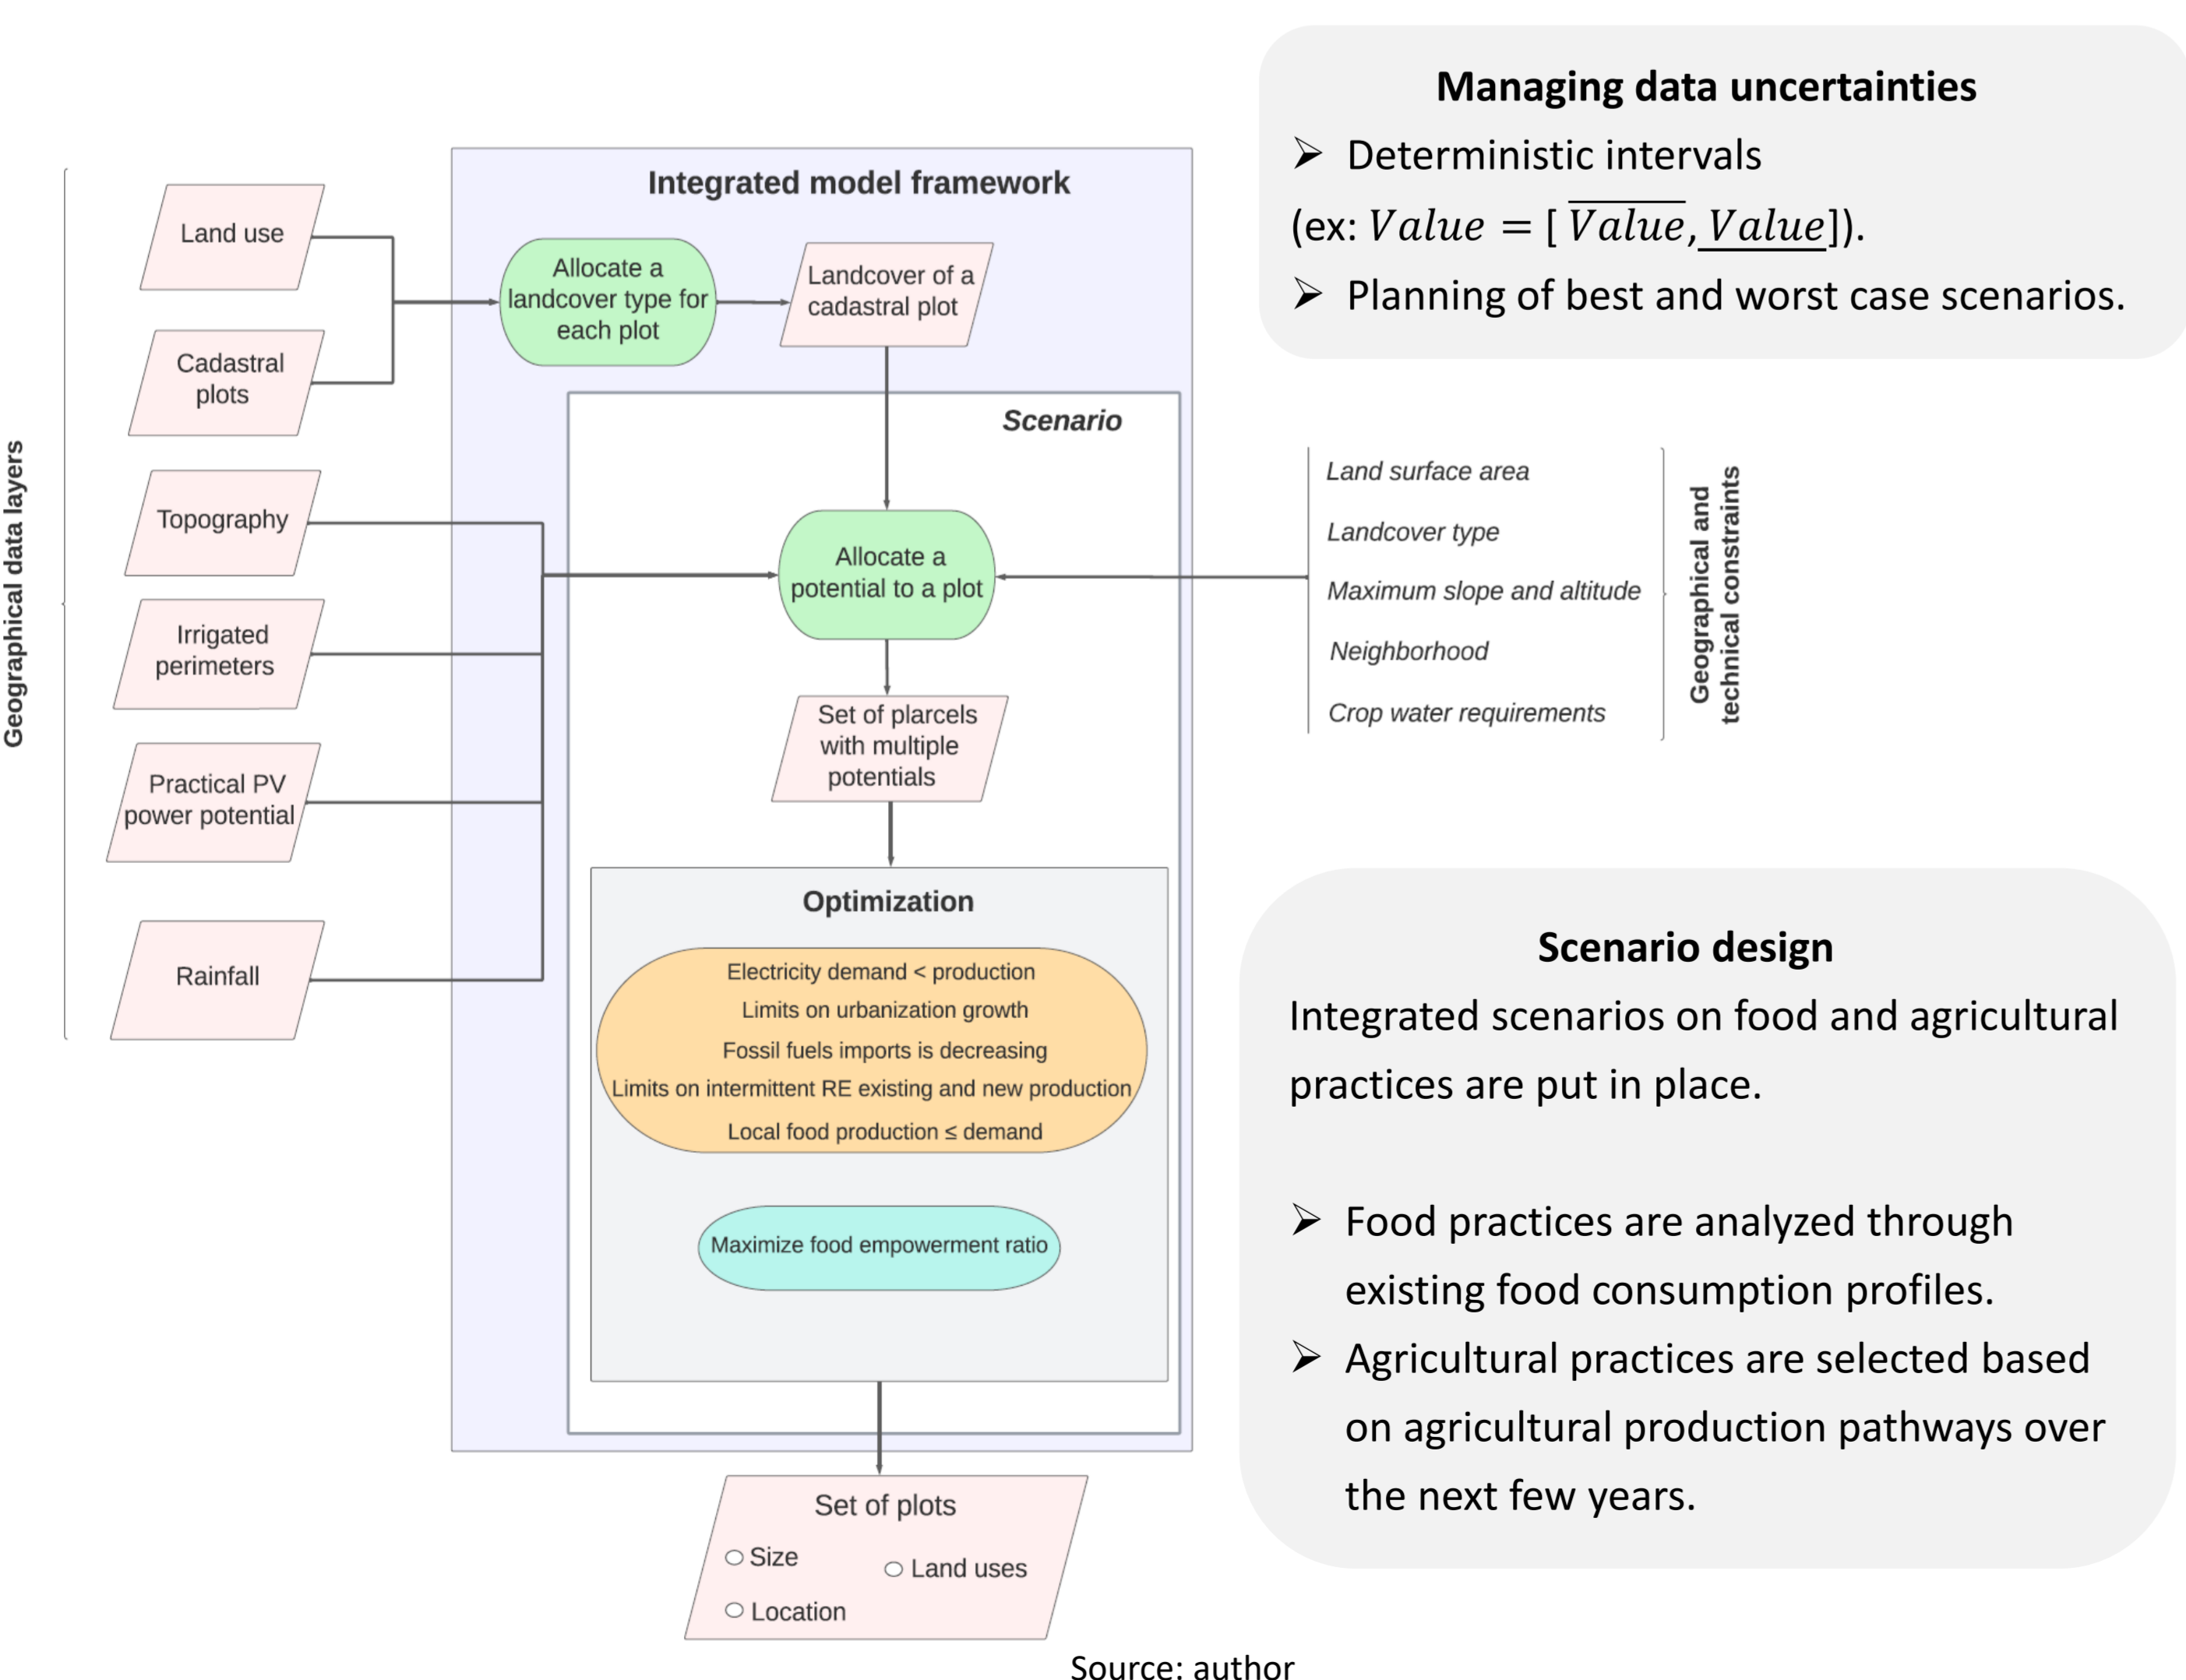 Managing data uncertainties
➢ Deterministic intervals
(ex: Value = [ V̅a̅l̅u̅e̅, V̲a̲l̲u̲e̲]).
➢ Planning of best and worst case scenarios.
Geographical data layers
Land use
Cadastral
plots
Topography
Irrigated
perimeters
Practical PV
power potential
Rainfall
Integrated model framework
Allocate a
landcover type for
each plot
Landcover of a
cadastral plot
Scenario
Allocate a
potential to a plot
Set of plarcels
with multiple
potentials
Optimization
Electricity demand < production
Limits on urbanization growth
Fossil fuels imports is decreasing
Limits on intermittent RE existing and new production
Local food production ≤ demand
Maximize food empowerment ratio
Set of plots
Size
Land uses
Location
Land surface area
Landcover type
Maximum slope and altitude
Neighborhood
Crop water requirements
Geographical and
technical constraints
Scenario design
Integrated scenarios on food and agricultural
practices are put in place.
➢ Food practices are analyzed through
existing food consumption profiles.
➢ Agricultural practices are selected based
on agricultural production pathways over
the next few years.
Source: author